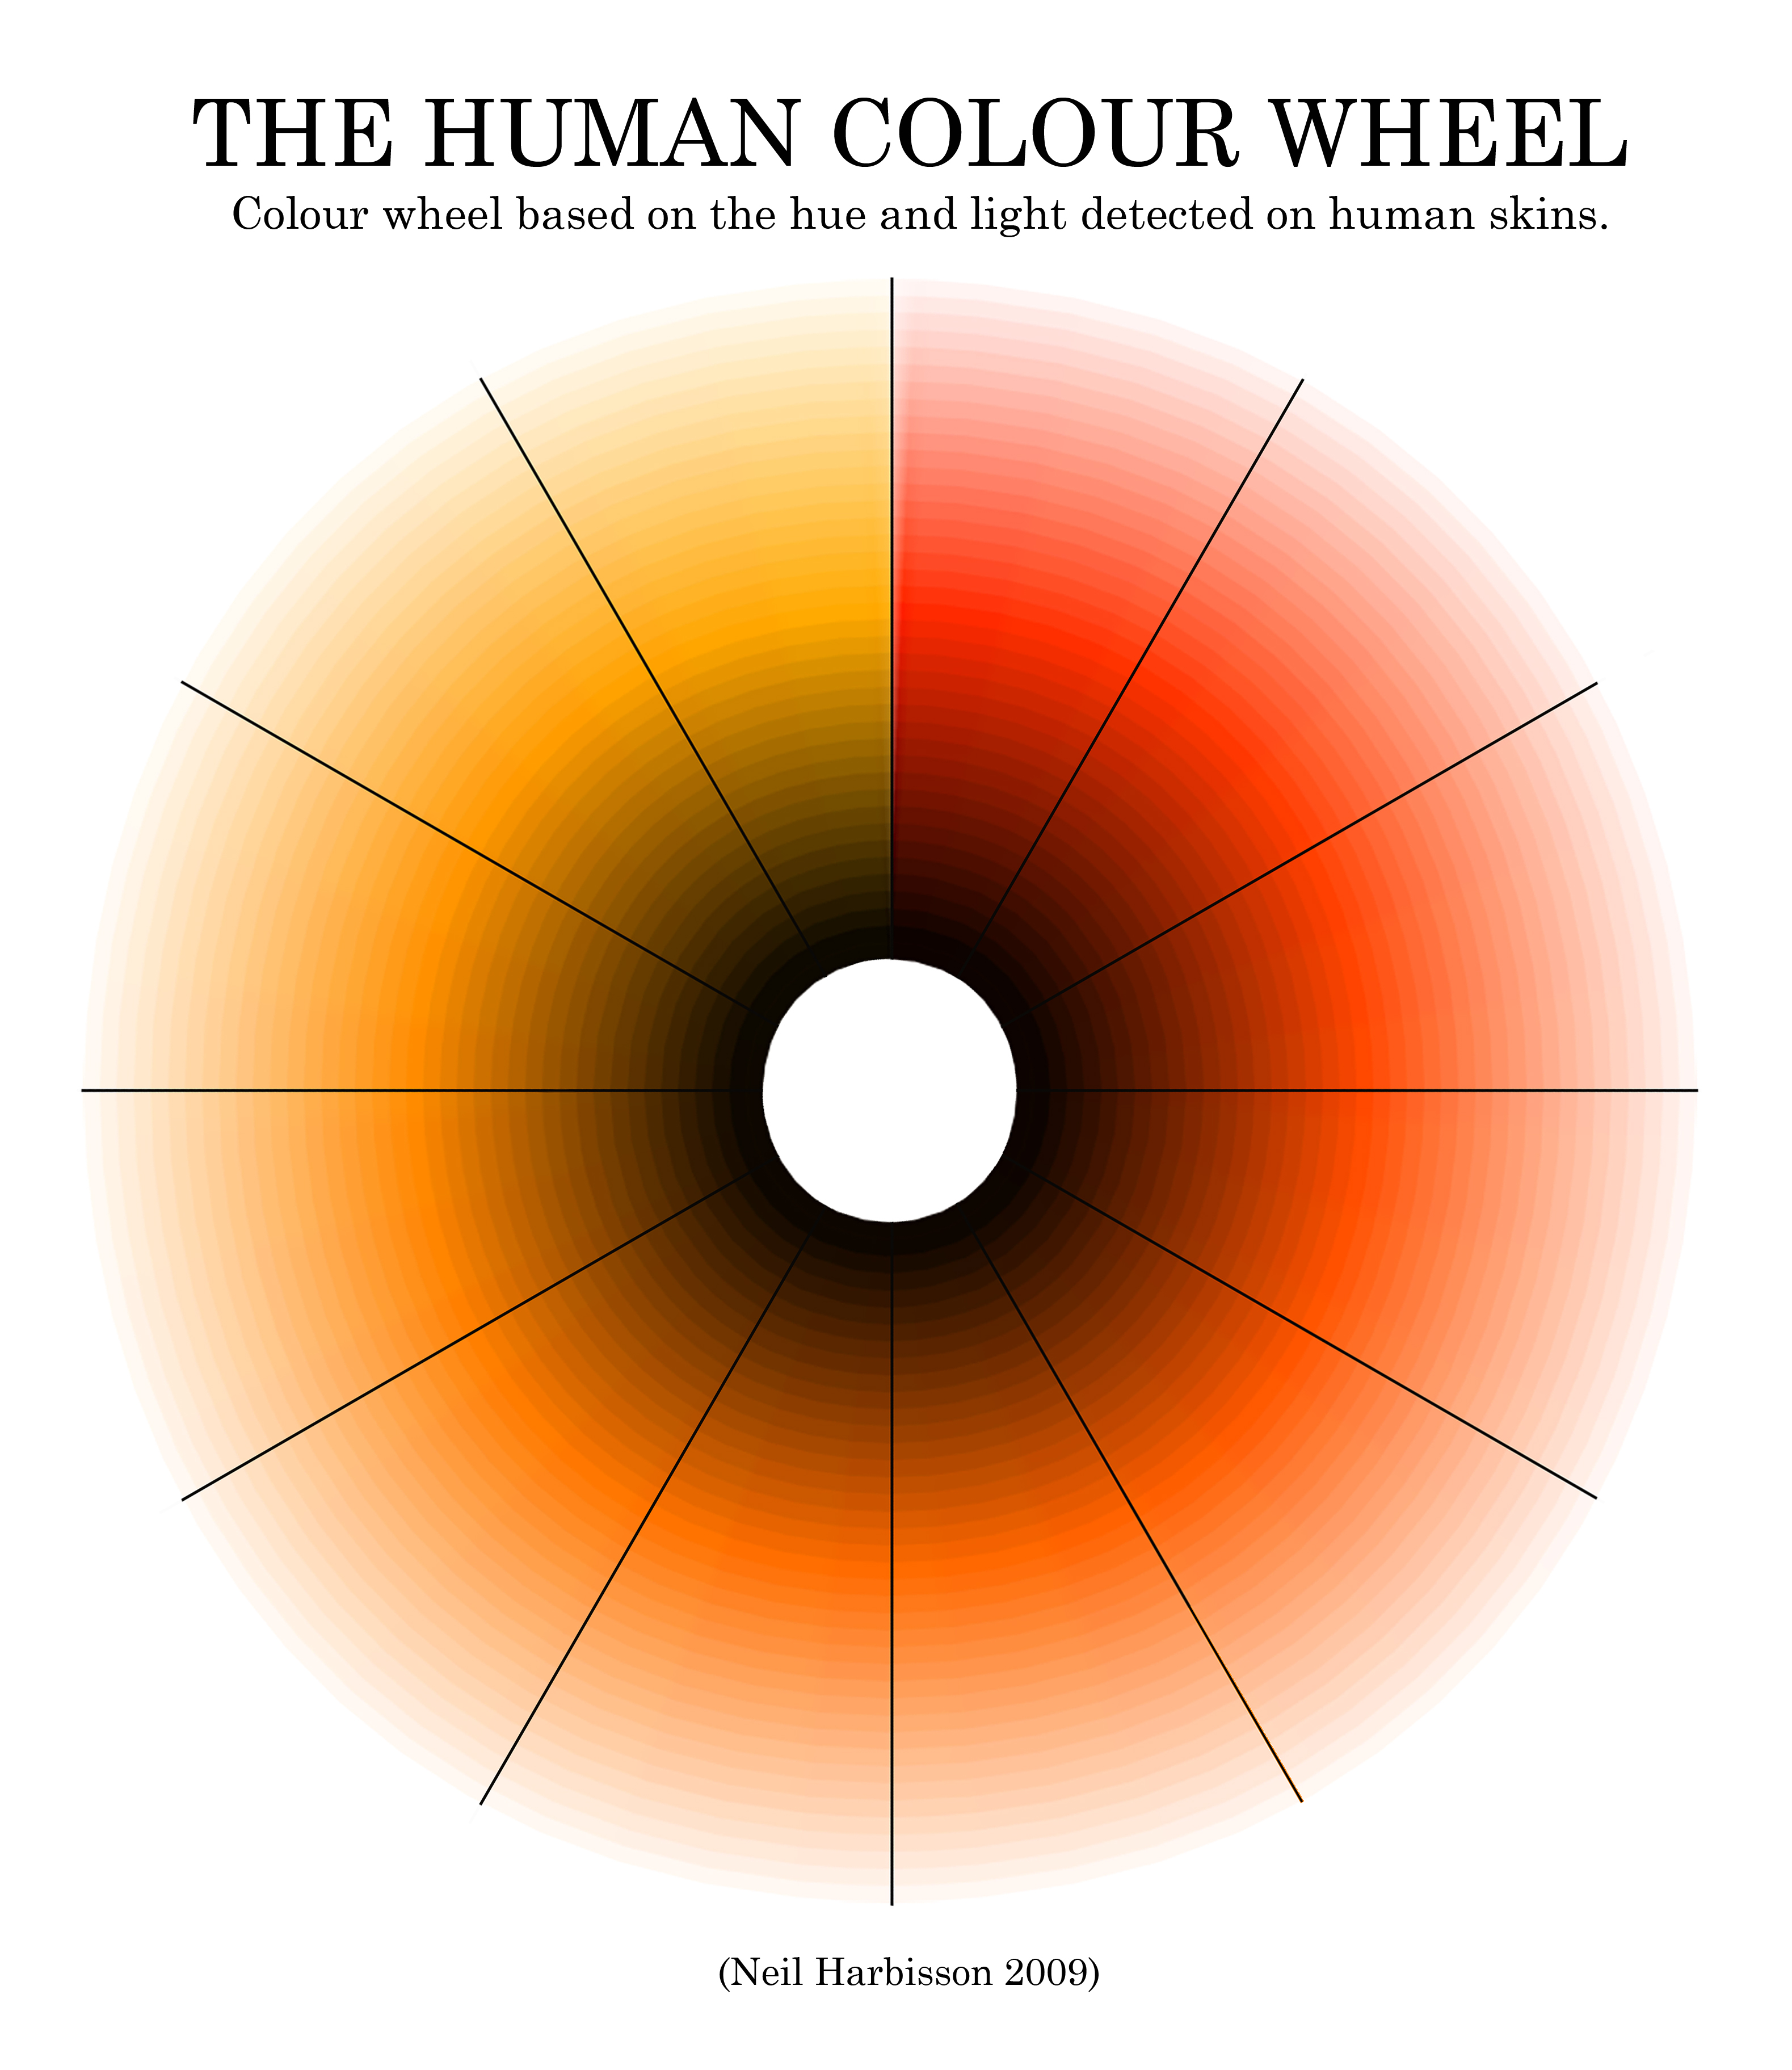 THE HUMAN COLOUR WHEEL
Colour wheel based on the hue and light detected on human skins.
(Neil Harbisson 2009)